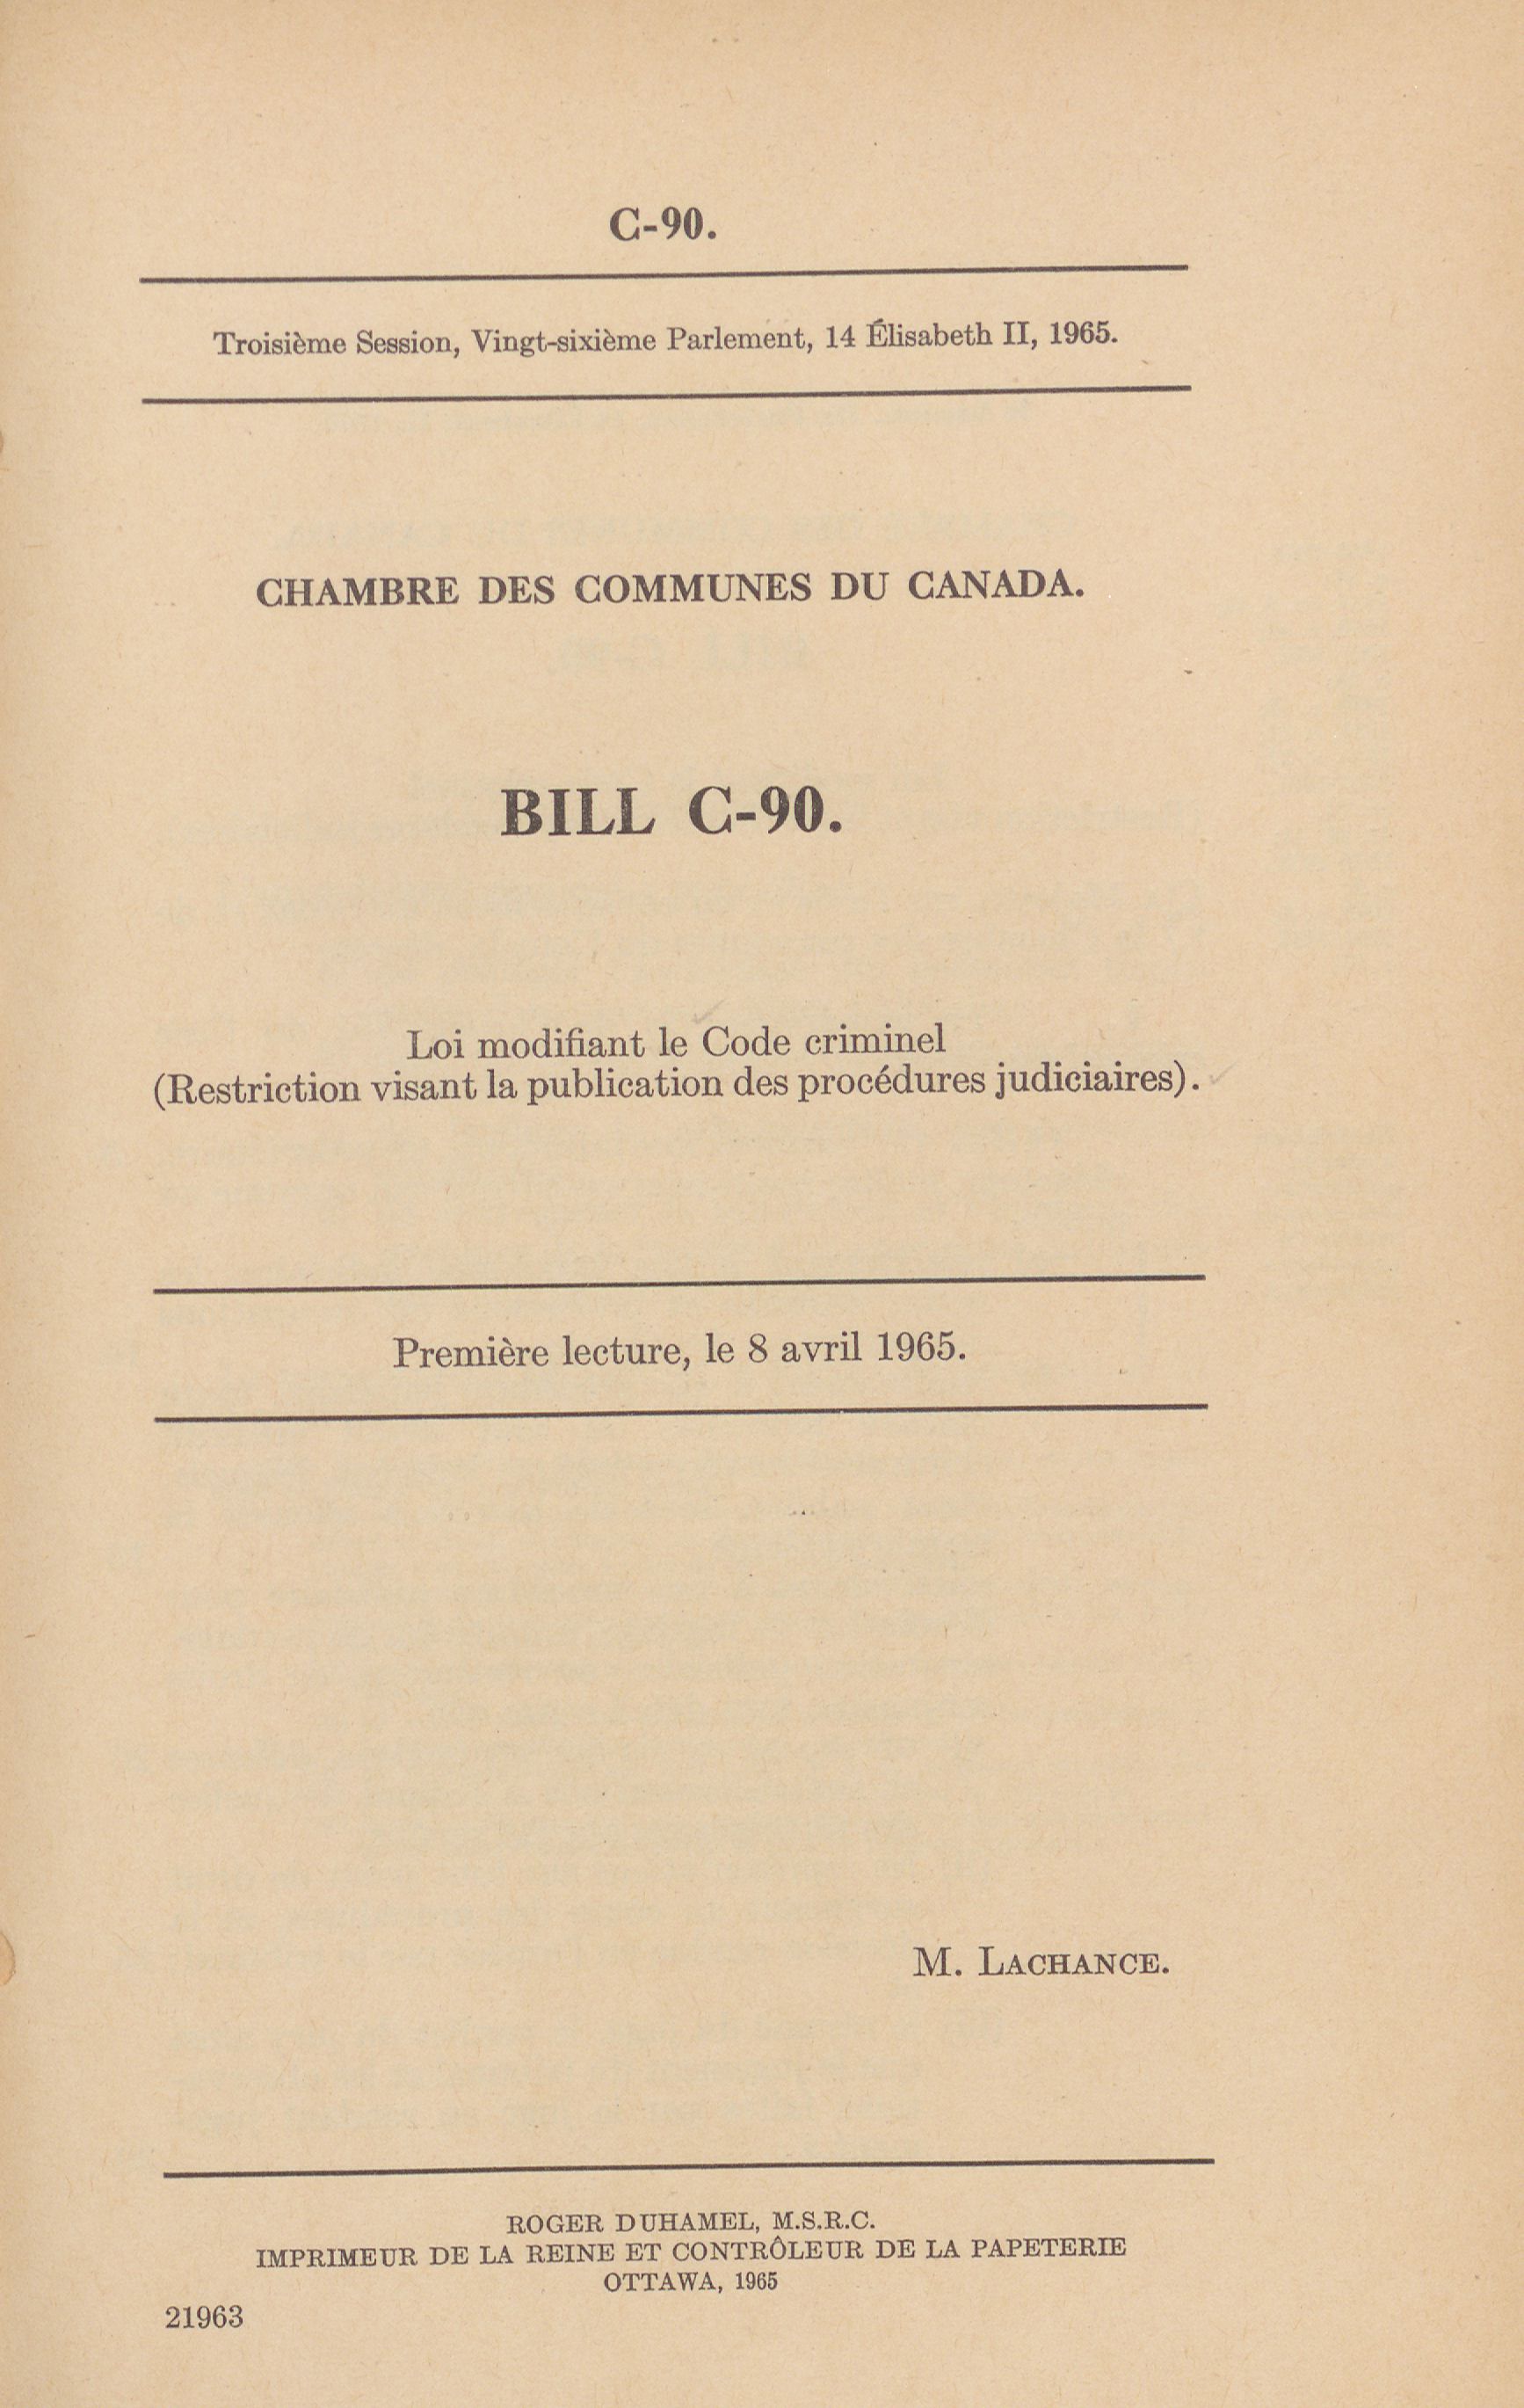 C-90.
Troisième Session, Vingt-sixième Parlement, 14 Élisabeth II, 1965.
CHAMBRE DES COMMUNES DU CANADA.
BILL C-90.
Loi modifiant le Code criminel
(Restriction visant la publication des procédures judiciaires).
Première lecture, le 8 avril 1965.
M. LACHANCE.
ROGER DUHAMEL, M.S.R.C.
IMPRIMEUR DE LA REINE ET CONTRÔLEUR DE LA PAPETERIE
OTTAWA, 1965
21963